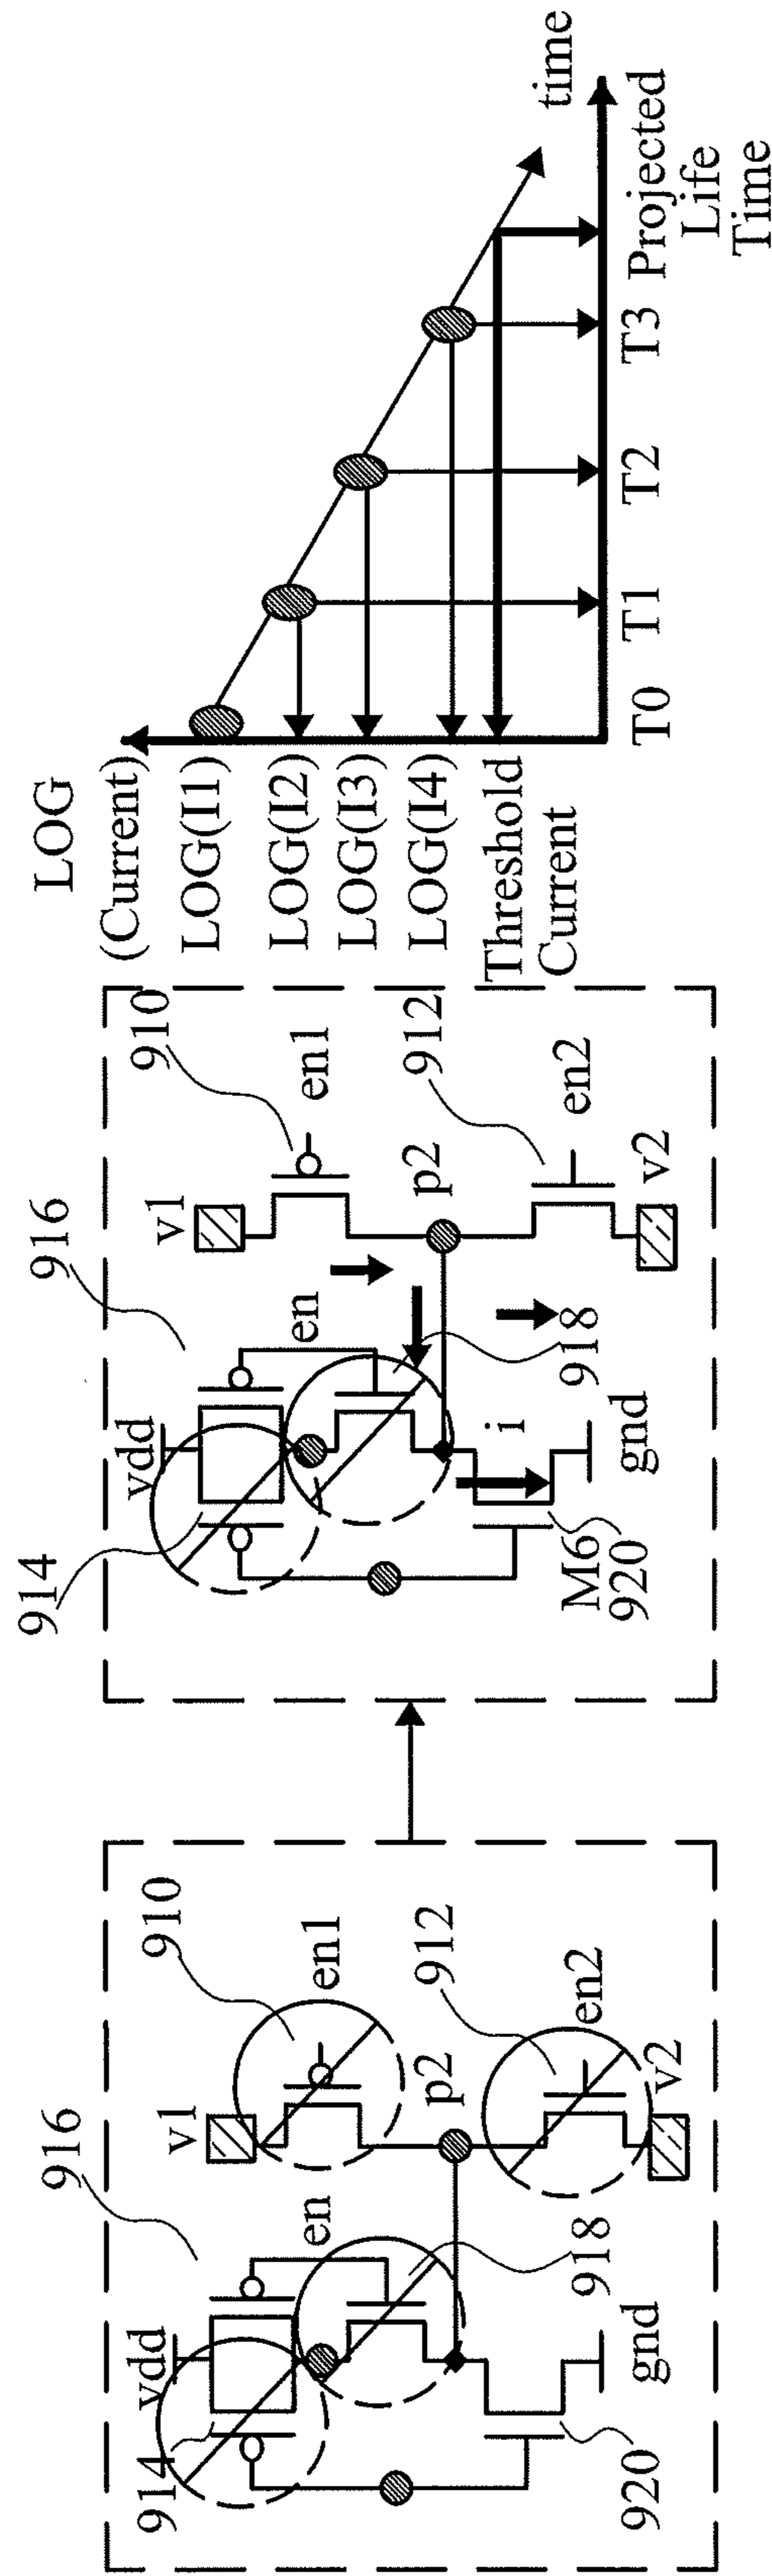 916
910
v1
en1
vdd
en
914
p2
912
en2
918
v2
gnd
920
916
910
v1
en1
vdd
en
914
p2
912
en2
918
v2
i
gnd
M6
920
LOG
(Current)
LOG(I1)
LOG(I2)
LOG(I3)
LOG(I4)
Threshold
Current
T0
T1
T2
T3
time
Projected
Life
Time